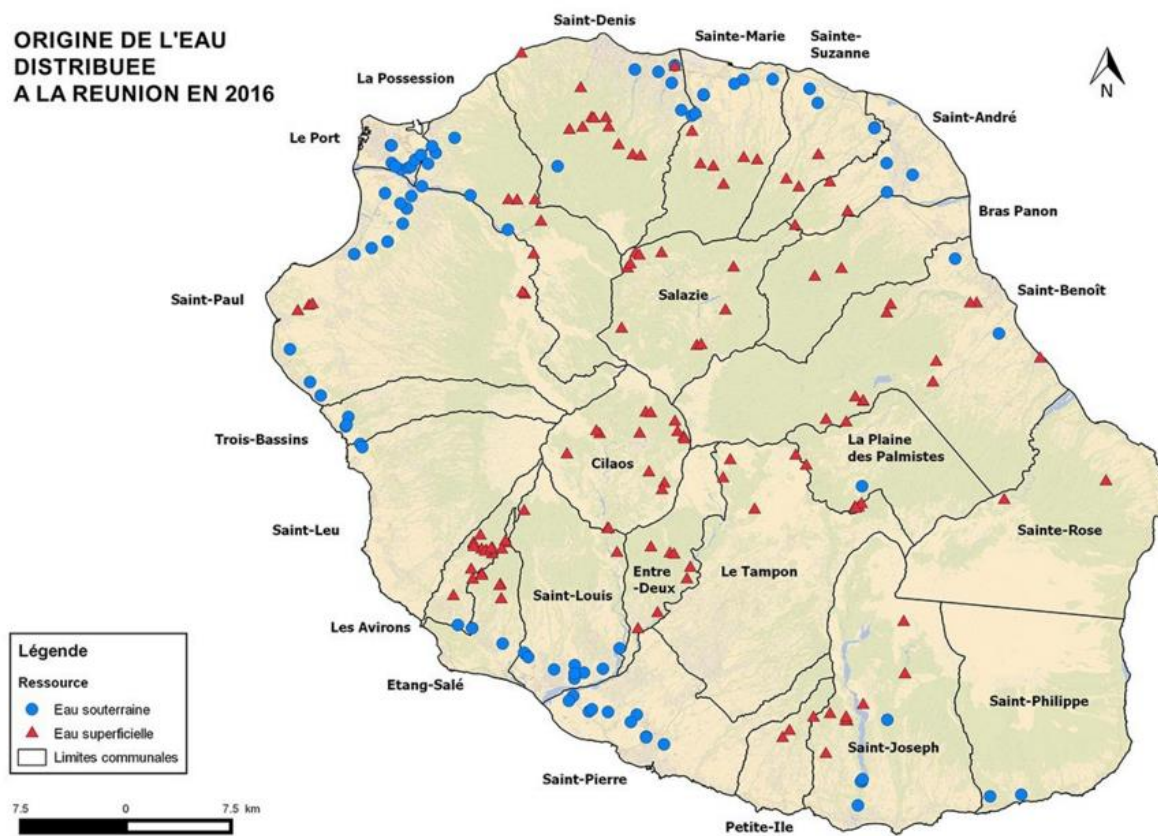 ORIGINE DE L'EAU
DISTRIBUEE
A LA REUNION EN 2016
Saint-Denis
Sainte-Marie
Sainte-
Suzanne
La Possession
N
Saint-André
Le Port
Bras Panon
Saint-Paul
Salazie
Saint-Benoît
Trois-Bassins
La Plaine
des Palmistes
Cilaos
Saint-Leu
Sainte-Rose
Entre
-Deux
Le Tampon
Saint-Louis
Les Avirons
Etang-Salé
Saint-Philippe
Saint-Joseph
Saint-Pierre
Petite-Ile
Légende
Ressource
Eau souterraine
Eau superficielle
Limites communales
7.5 0 7.5 km